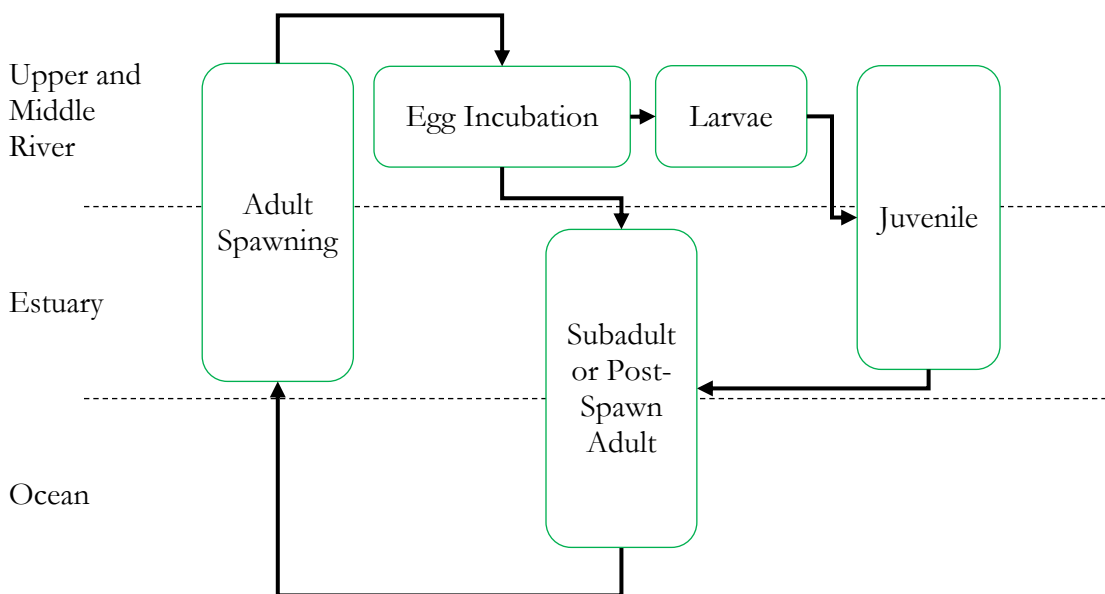 Upper and
Middle
River
Egg Incubation
Larvae
Adult
Spawning
Juvenile
Estuary
Subadult
or Post-
Spawn
Adult
Ocean